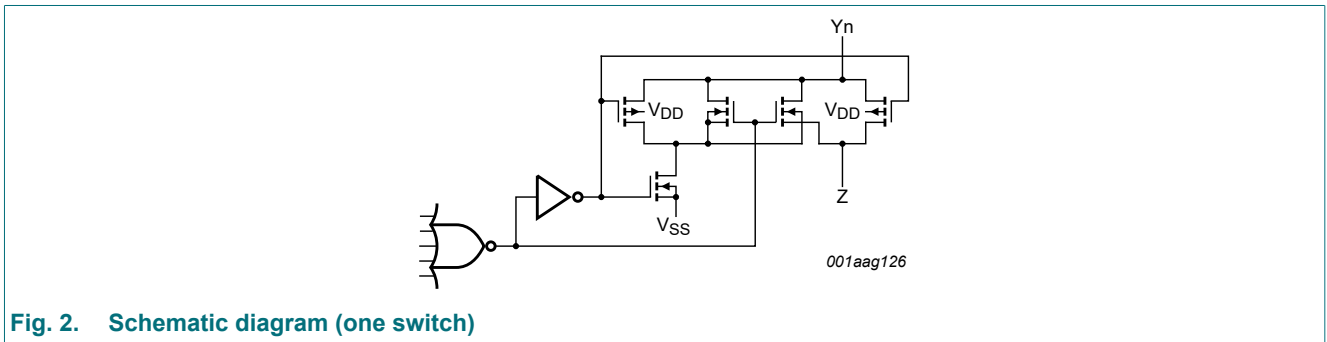 Yn
VDD
VDD
Z
VSS
001aag126
Fig. 2. Schematic diagram (one switch)